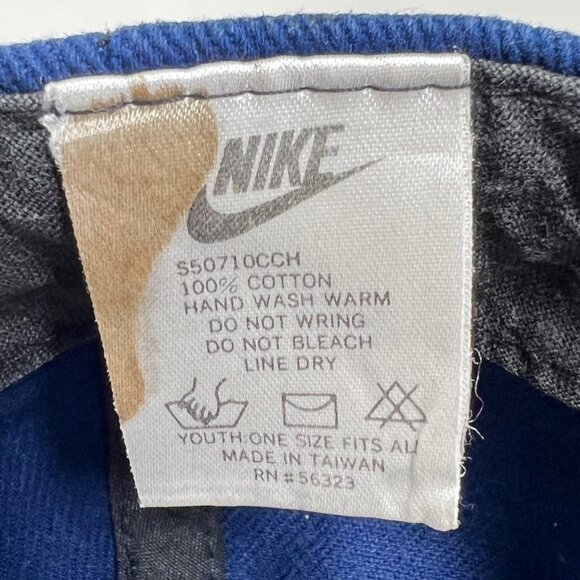 NIKE
S50710CCH
100% COTTON
HAND WASH WARM
DO NOT WRING
DO NOT BLEACH
LINE DRY
YOUTH:ONE SIZE FITS ALL
MADE IN TAIWAN
RN#56323